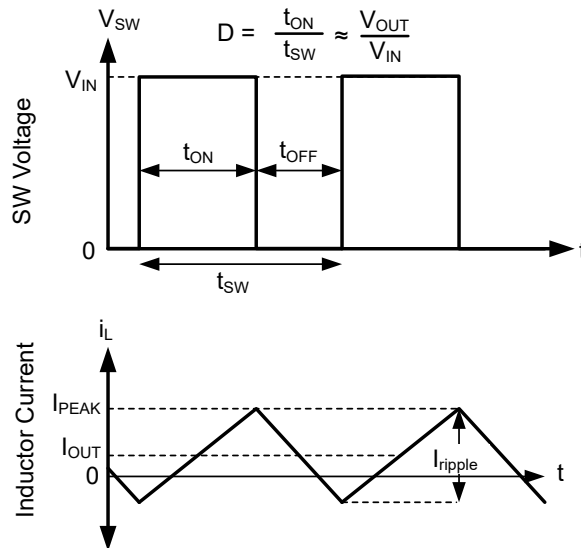 V_SW
D = t_ON / t_SW ≈ V_OUT / V_IN
V_IN
SW Voltage
t_ON
t_OFF
0
t
t_SW
i_L
Inductor Current
I_PEAK
I_OUT
0
I_ripple
t